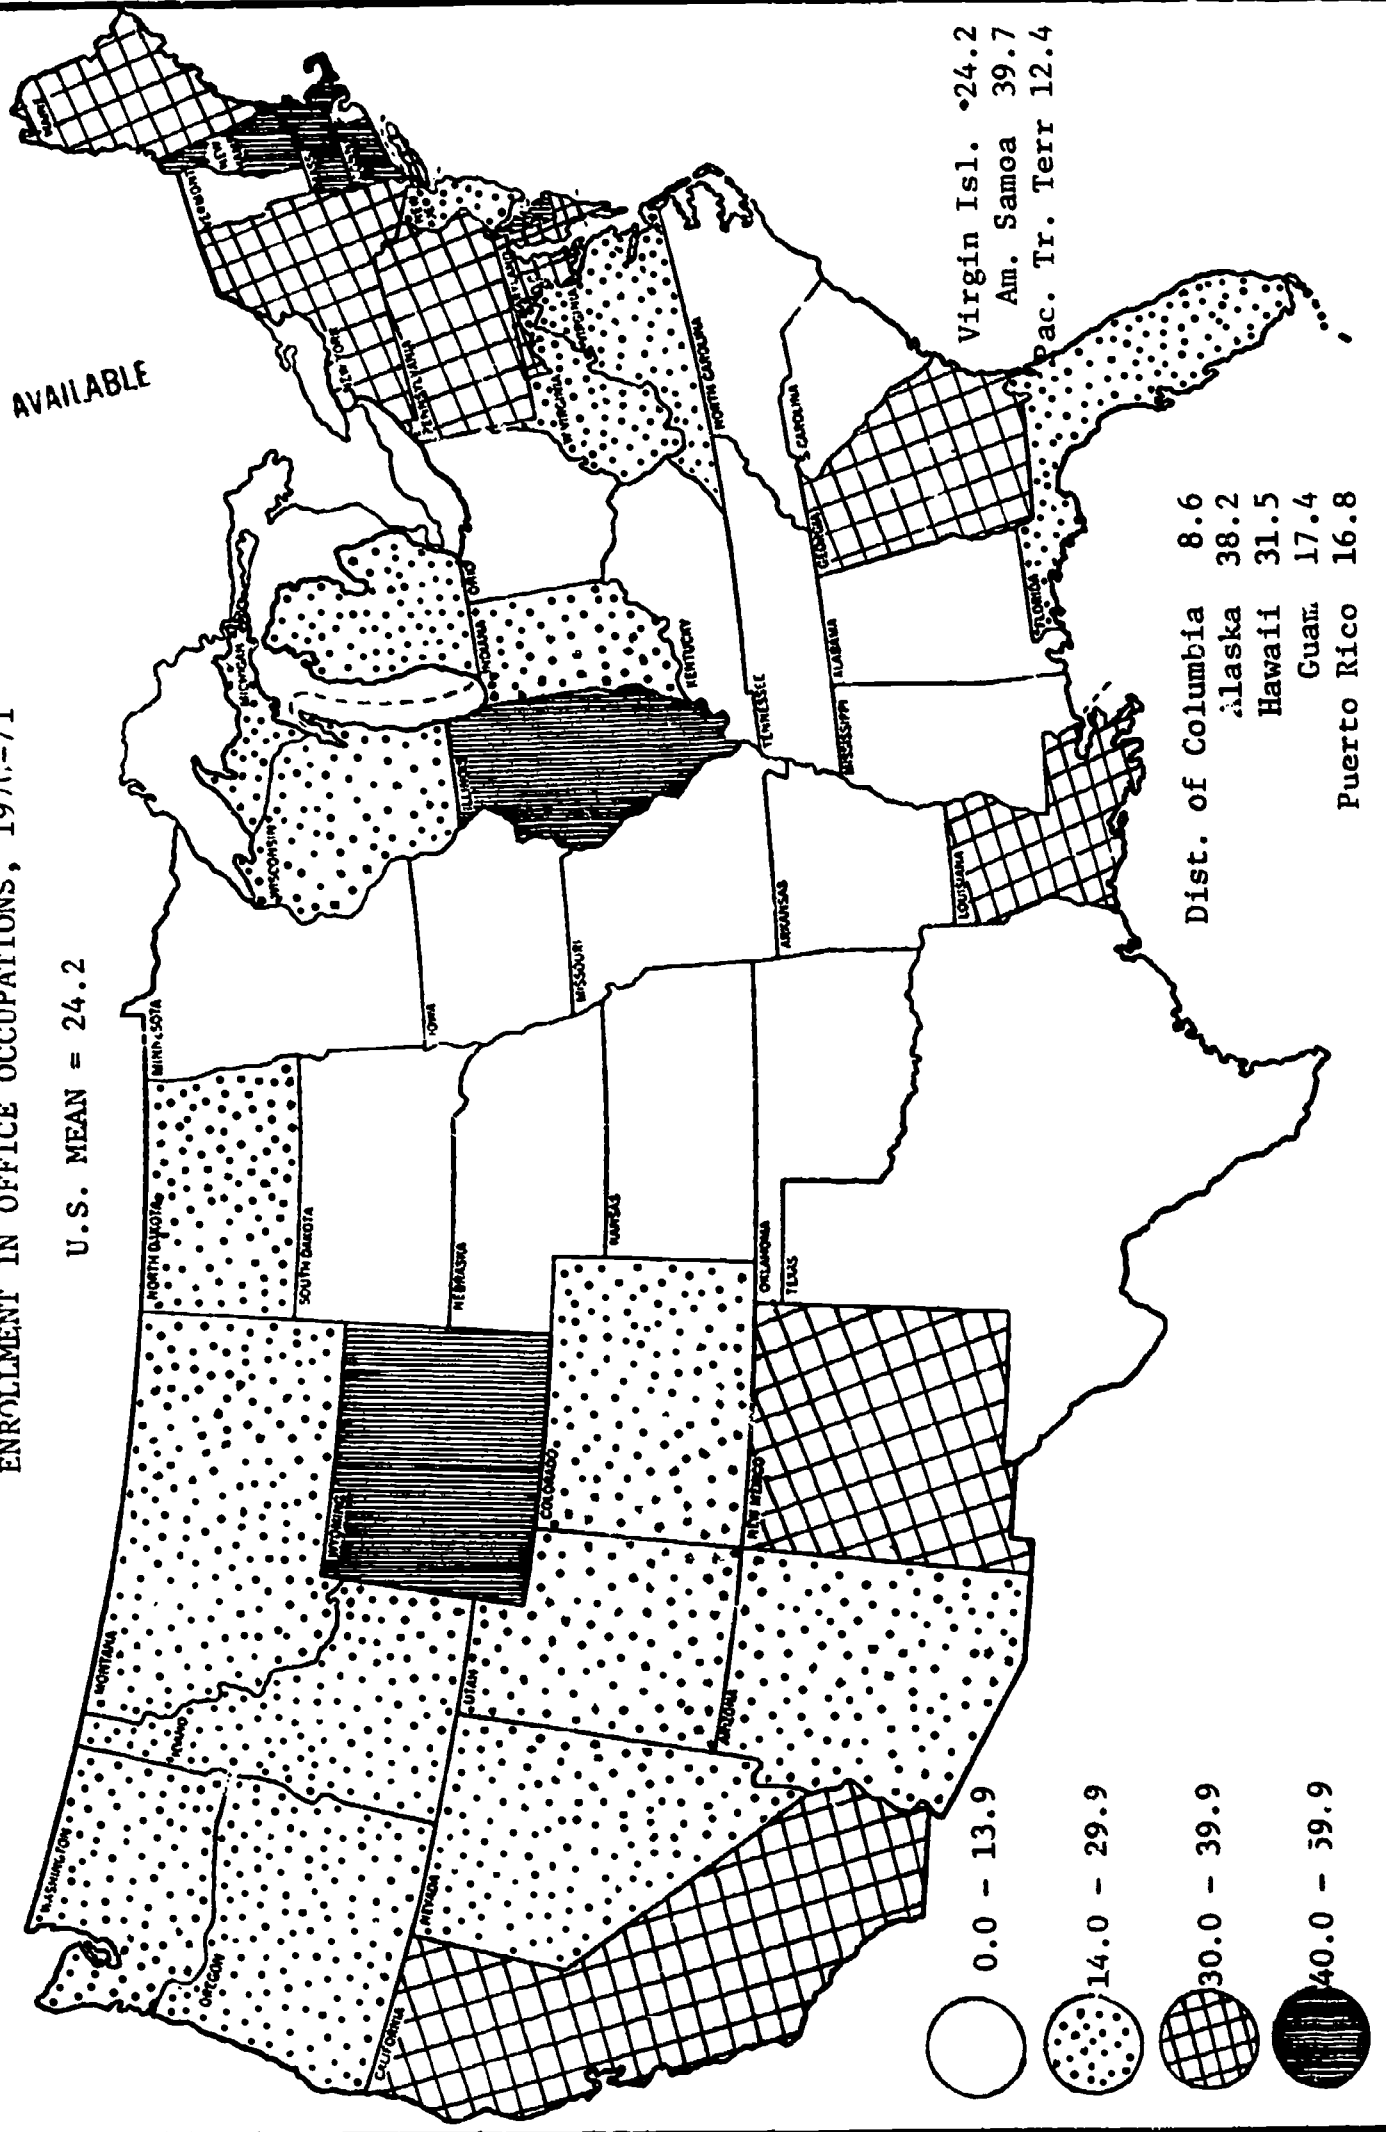 ENROLLMENT IN OFFICE OCCUPATIONS,
U.S. MEAN = 24.2
AVAILABLE
WASHINGTON
OREGON
CALIFORNIA
NEVADA
IDAHO
MONTANA
WYOMING
UTAH
ARIZONA
COLORADO
NEW MEXICO
NORTH DAKOTA
SOUTH DAKOTA
NEBRASKA
KANSAS
OKLAHOMA
TEXAS
MINNESOTA
IOWA
MISSOURI
ARKANSAS
LOUISIANA
WISCONSIN
ILLINOIS
MICHIGAN
INDIANA
OHIO
KENTUCKY
TENNESSEE
MISSISSIPPI
ALABAMA
GEORGIA
FLORIDA
S CAROLINA
NORTH CAROLINA
VIRGINIA
W VIRGINIA
PENNSYLVANIA
NEW YORK
VERMONT
MAINE
Virgin Isl. 24.2
Am. Samoa 39.7
Pac. Tr. Terr 12.4
Dist. of Columbia 8.6
Alaska 38.2
Hawaii 31.5
Guam 17.4
Puerto Rico 16.8
0.0 - 13.9
14.0 - 29.9
30.0 - 39.9
40.0 - 59.9